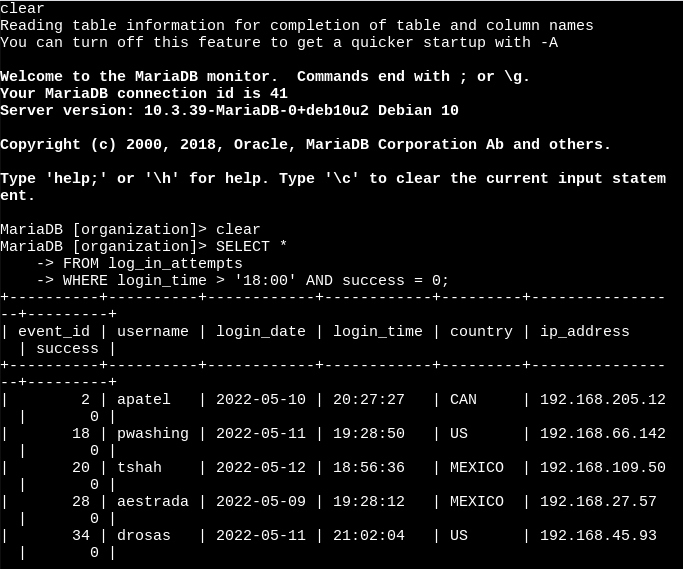 clear
Reading table information for completion of table and column names
You can turn off this feature to get a quicker startup with -A

Welcome to the MariaDB monitor.  Commands end with ; or \g.
Your MariaDB connection id is 41
Server version: 10.3.39-MariaDB-0+deb10u2 Debian 10

Copyright (c) 2000, 2018, Oracle, MariaDB Corporation Ab and others.

Type 'help;' or '\h' for help. Type '\c' to clear the current input statem
ent.

MariaDB [organization]> clear
MariaDB [organization]> SELECT *
    -> FROM log_in_attempts
    -> WHERE login_time > '18:00' AND success = 0;
+----------+----------+------------+------------+---------+---------------
--+---------+
| event_id | username | login_date | login_time | country | ip_address
  | success |
+----------+----------+------------+------------+---------+---------------
--+---------+
|        2 | apatel   | 2022-05-10 | 20:27:27   | CAN     | 192.168.205.12
  |       0 |
|       18 | pwashing | 2022-05-11 | 19:28:50   | US      | 192.168.66.142
  |       0 |
|       20 | tshah    | 2022-05-12 | 18:56:36   | MEXICO  | 192.168.109.50
  |       0 |
|       28 | aestrada | 2022-05-09 | 19:28:12   | MEXICO  | 192.168.27.57
  |       0 |
|       34 | drosas   | 2022-05-11 | 21:02:04   | US      | 192.168.45.93
  |       0 |